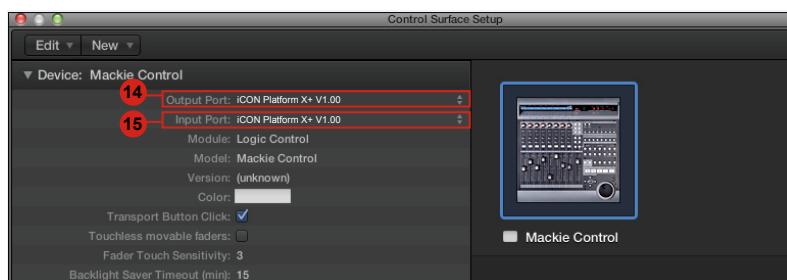 Control Surface Setup
Edit New
Device: Mackie Control
14 Output Port: iCON Platform X+ V1.00
15 Input Port: iCON Platform X+ V1.00
Module: Logic Control
Model: Mackie Control
Version: (unknown)
Color:
Transport Button Click:
Touchless movable faders:
Fader Touch Sensitivity: 3
Backlight Saver Timeout (min): 15
Mackie Control